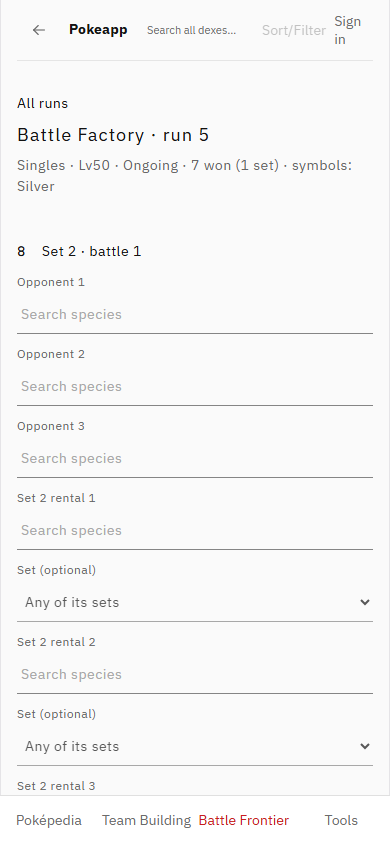 ← Pokeapp Search all dexes... Sort/Filter Sign in
All runs
Battle Factory · run 5
Singles · Lv50 · Ongoing · 7 won (1 set) · symbols:
Silver
8 Set 2 · battle 1
Opponent 1
Search species
Opponent 2
Search species
Opponent 3
Search species
Set 2 rental 1
Search species
Set (optional)
Any of its sets
Set 2 rental 2
Search species
Set (optional)
Any of its sets
Set 2 rental 3
Poképedia Team Building Battle Frontier Tools